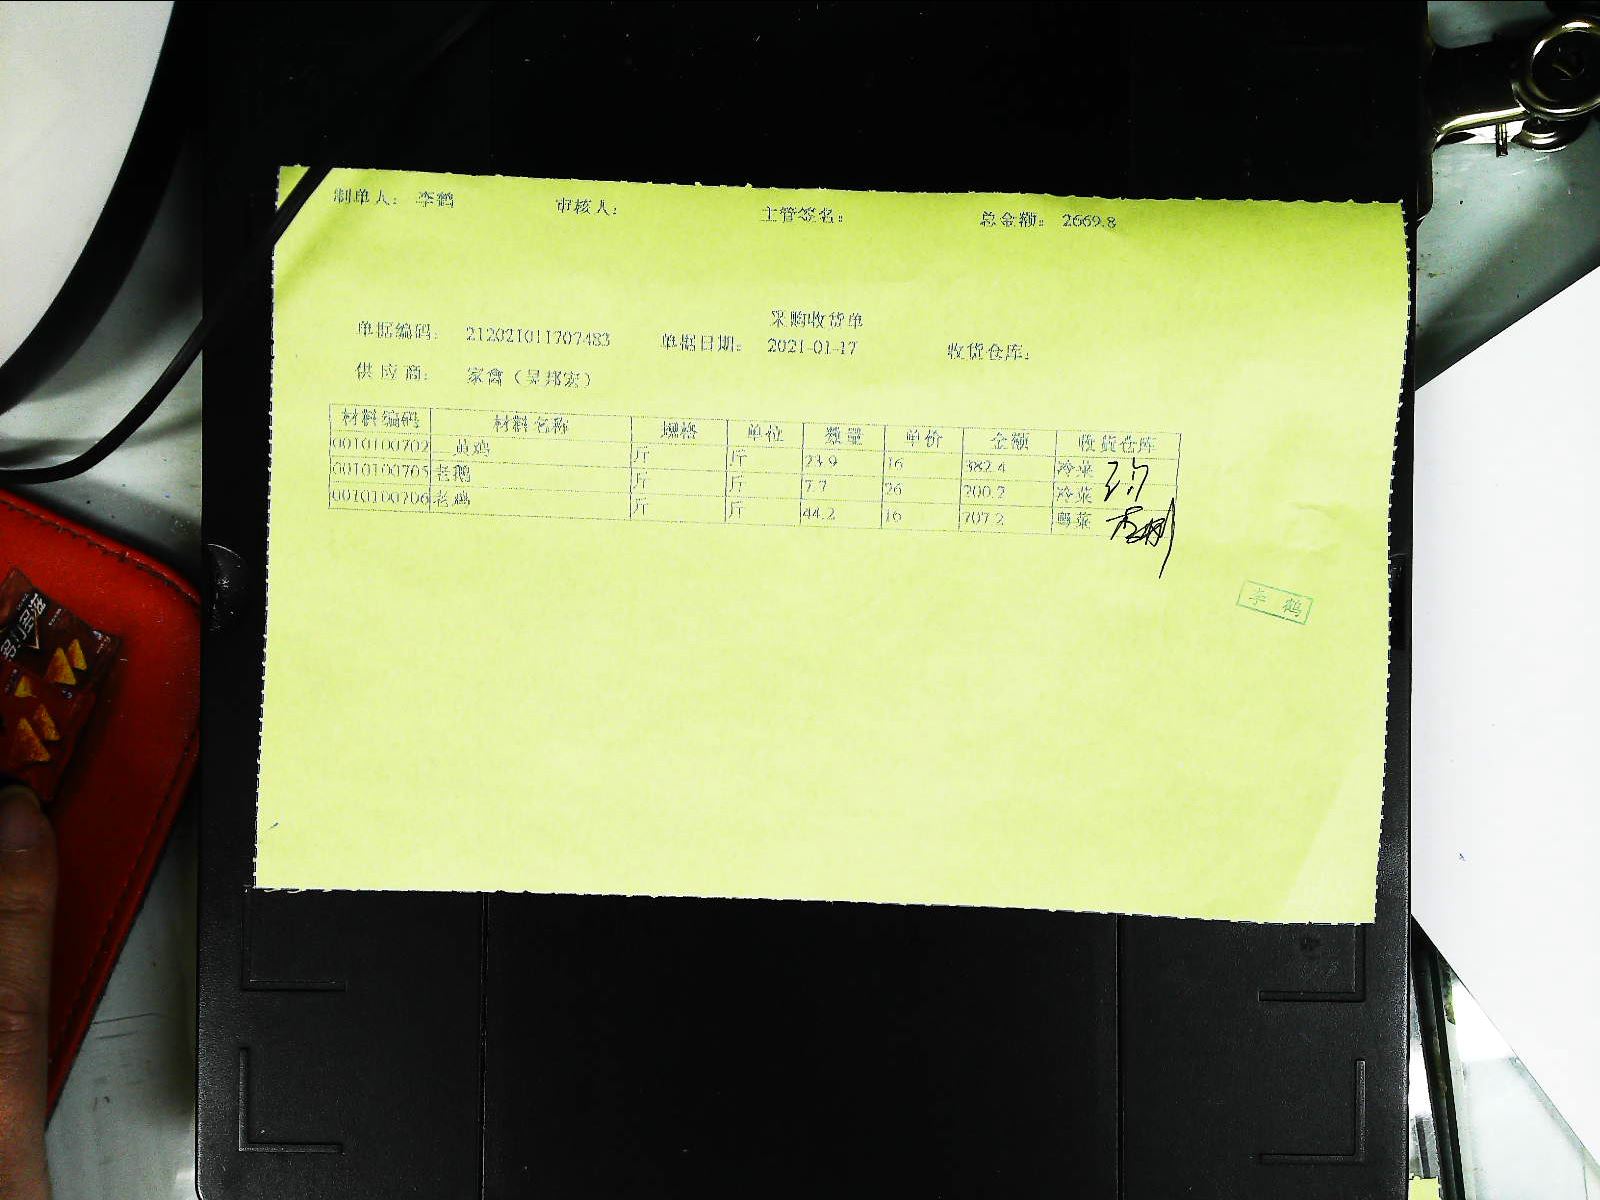 制单人: 李鹤 审核人: 主管签名: 总金额: 2669.8
采购收货单
单据编码: 212021011707483 单据日期: 2021-01-17 收货仓库:
供应商: 家禽(吴邦宏)
材料编码 材料名称 规格 单位 数量 单价 金额 收货仓库
0010100702 三黄鸡 斤 斤 23.9 16 382.4 冷菜
0010100705 老鹅 斤 斤 7.7 26 200.2 冷菜
0010100706 老鸡 斤 斤 44.2 16 707.2 粤菜
李鹤